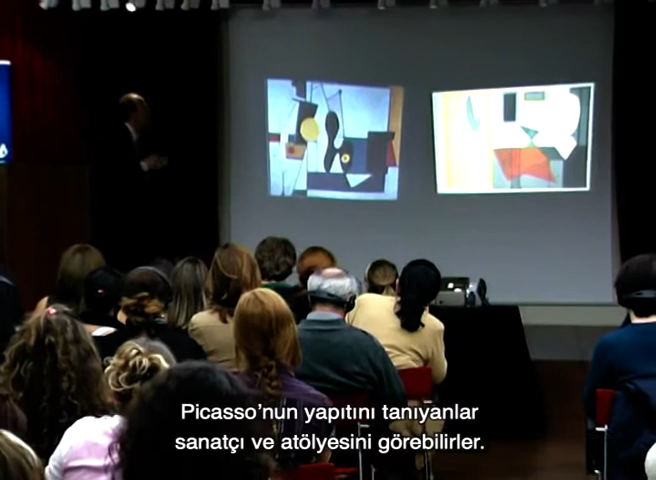 Picasso'nun yapıtını tanıyanlar
sanatçı ve atölyesini görebilirler.